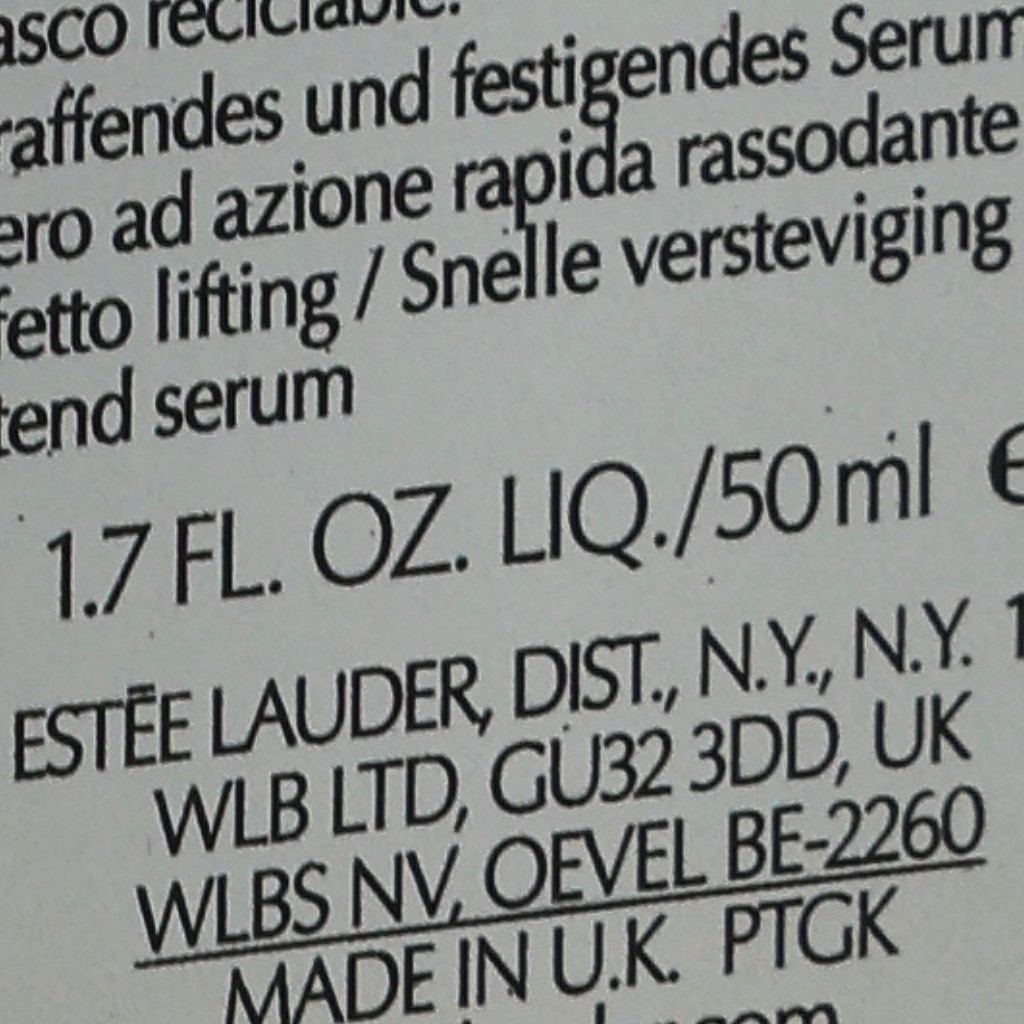 asco reciclable.
raffendes und festigendes Serum
ero ad azione rapida rassodante
fetto lifting / Snelle versteviging
tend serum
1.7 FL. OZ. LIQ./50 ml e
ESTĒE LAUDER, DIST., N.Y., N.Y. 1
WLB LTD, GU32 3DD, UK
WLBS NV, OEVEL BE-2260
MADE IN U.K. PTGK